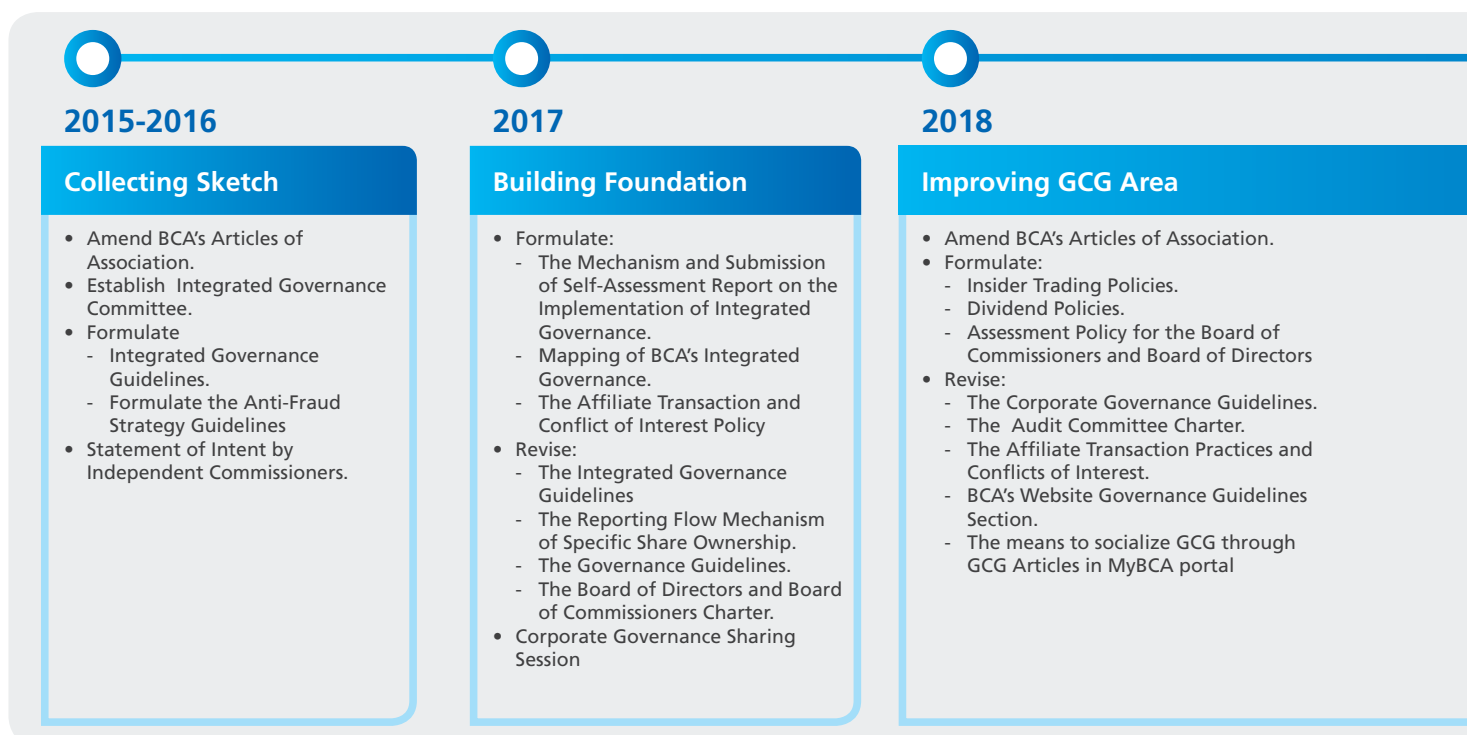 2015-2016
Collecting Sketch
• Amend BCA's Articles of
Association.
• Establish Integrated Governance
Committee.
• Formulate
- Integrated Governance
Guidelines.
- Formulate the Anti-Fraud
Strategy Guidelines
• Statement of Intent by
Independent Commissioners.
2017
Building Foundation
• Formulate:
- The Mechanism and Submission
of Self-Assessment Report on the
Implementation of Integrated
Governance.
- Mapping of BCA's Integrated
Governance.
- The Affiliate Transaction and
Conflict of Interest Policy
• Revise:
- The Integrated Governance
Guidelines
- The Reporting Flow Mechanism
of Specific Share Ownership.
- The Governance Guidelines.
- The Board of Directors and Board
of Commissioners Charter.
• Corporate Governance Sharing
Session
2018
Improving GCG Area
• Amend BCA's Articles of Association.
• Formulate:
- Insider Trading Policies.
- Dividend Policies.
- Assessment Policy for the Board of
Commissioners and Board of Directors
• Revise:
- The Corporate Governance Guidelines.
- The Audit Committee Charter.
- The Affiliate Transaction Practices and
Conflicts of Interest.
- BCA's Website Governance Guidelines
Section.
- The means to socialize GCG through
GCG Articles in MyBCA portal